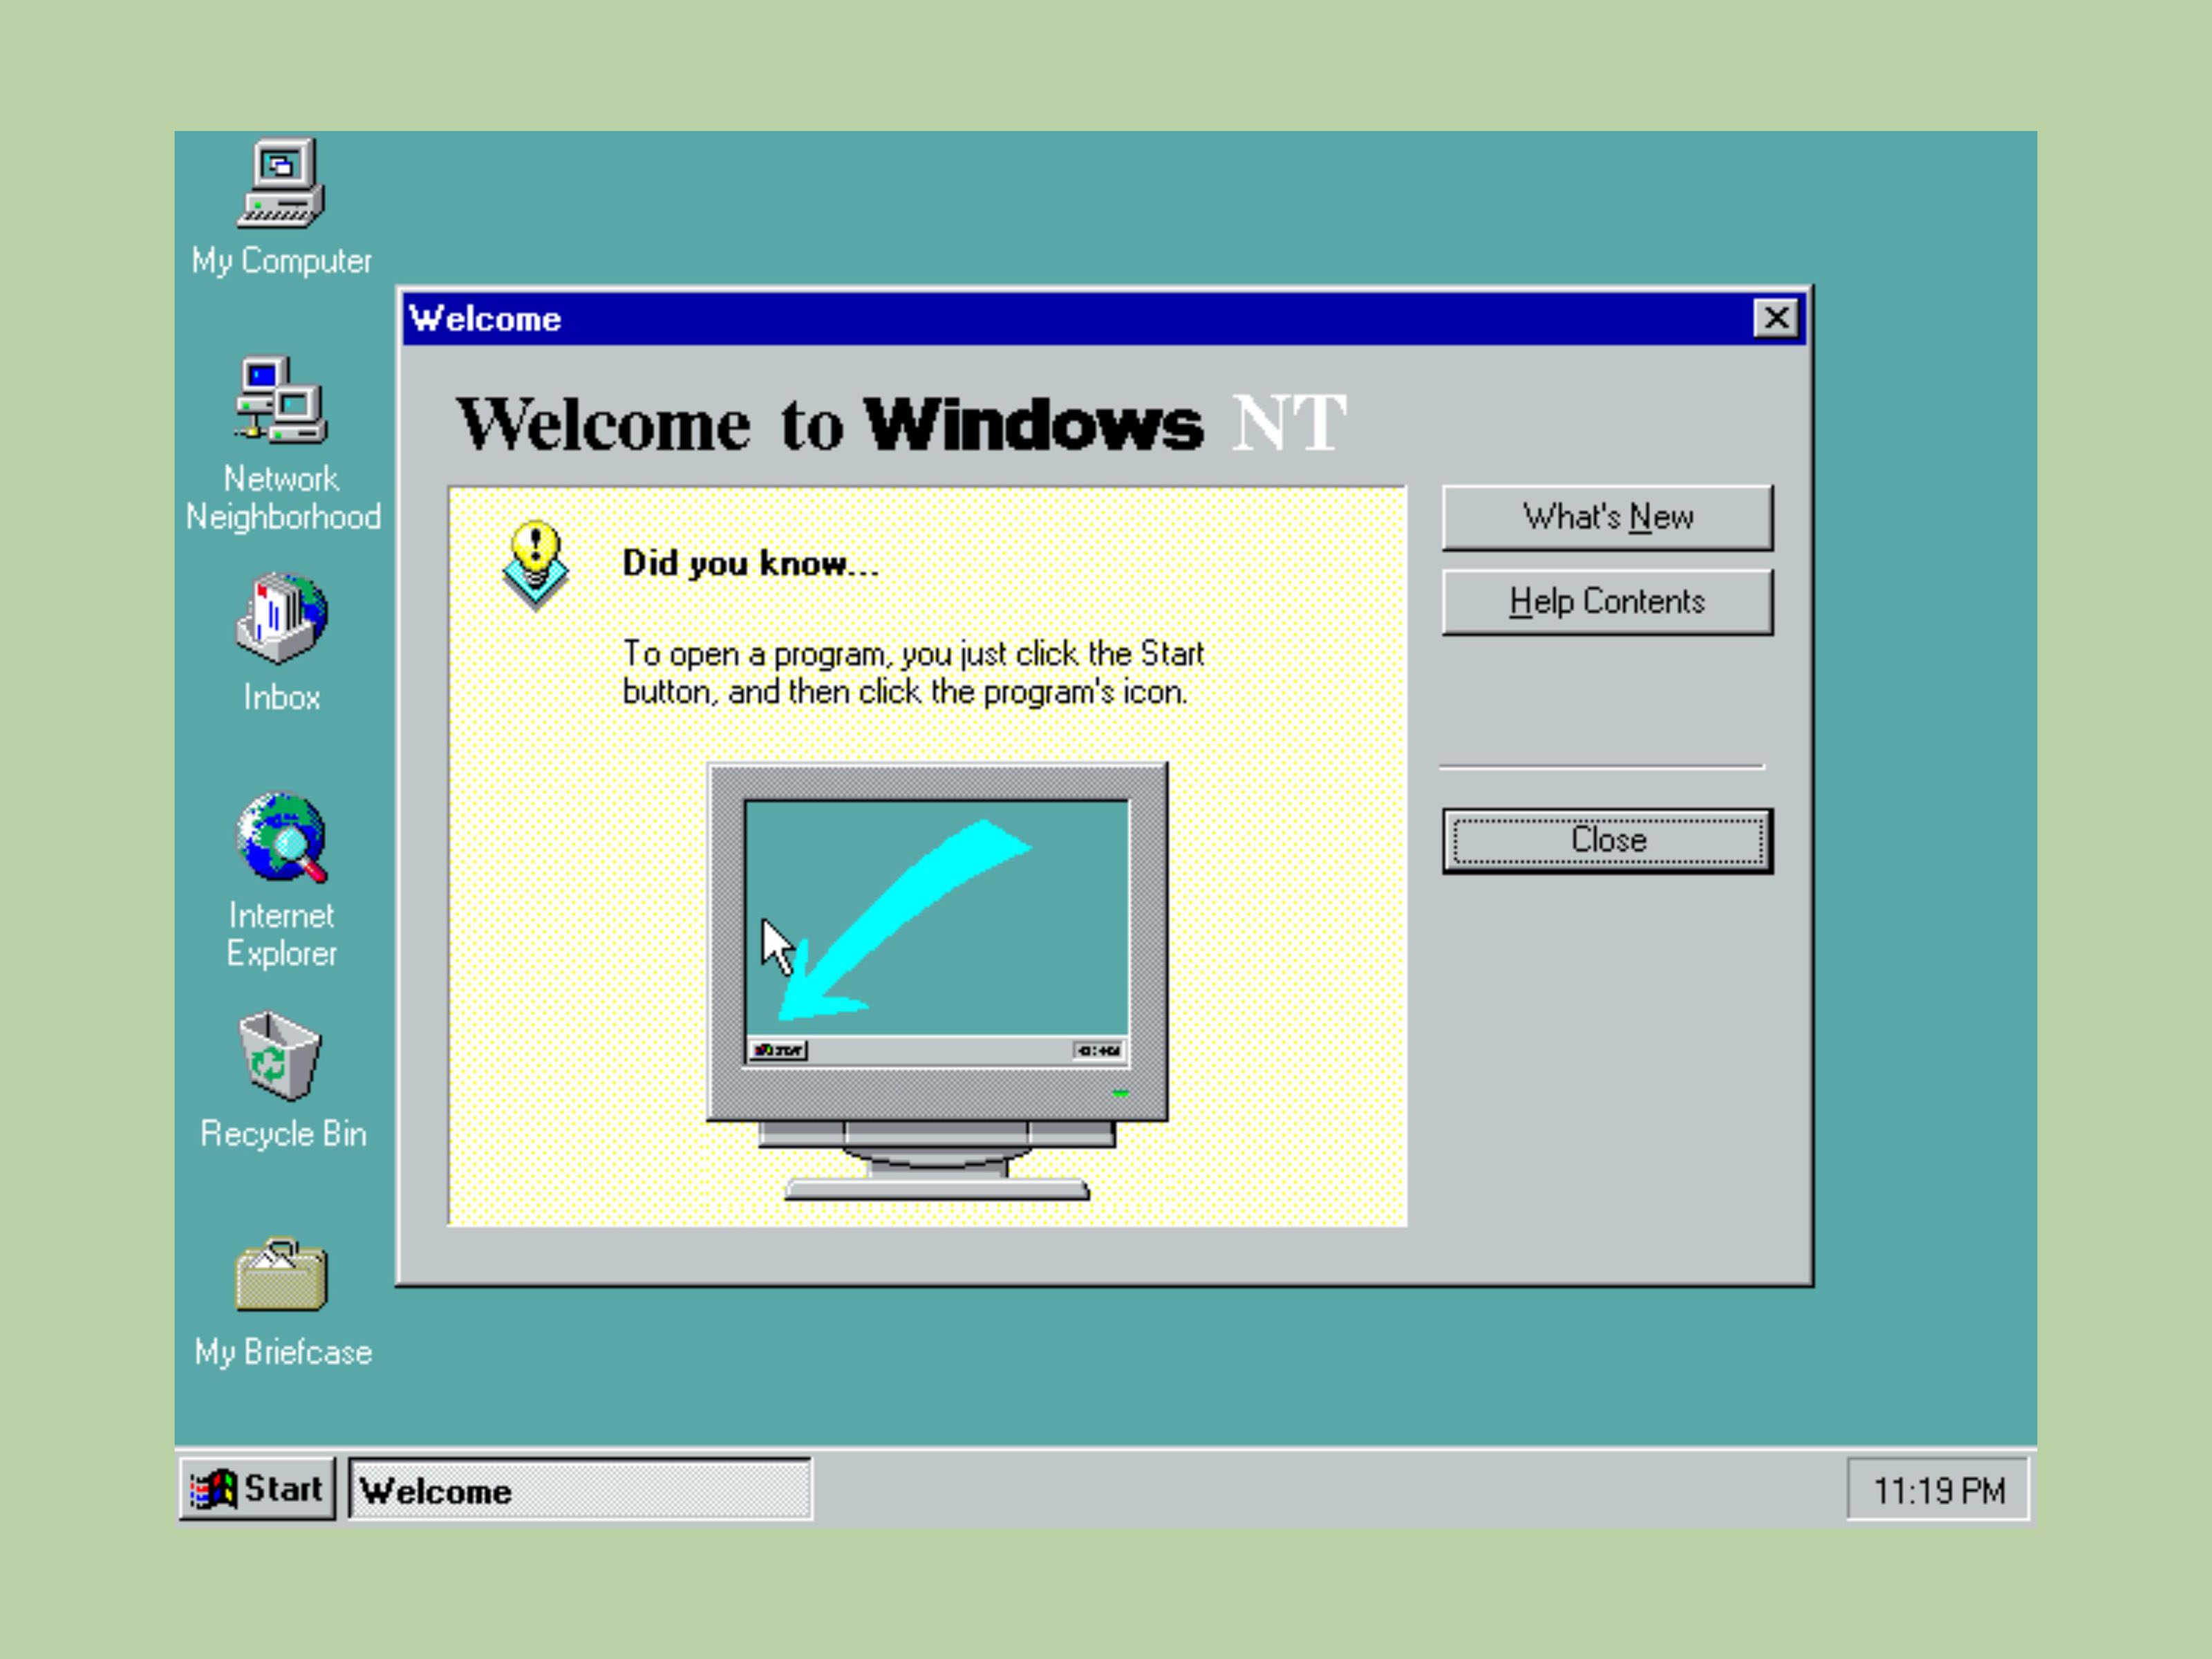 My Computer
Network
Neighborhood
Inbox
Internet
Explorer
Recycle Bin
My Briefcase
Welcome
Welcome to Windows NT
Did you know...
To open a program, you just click the Start
button, and then click the program's icon.
What's New
Help Contents
Close
Start
Welcome
11:19 PM